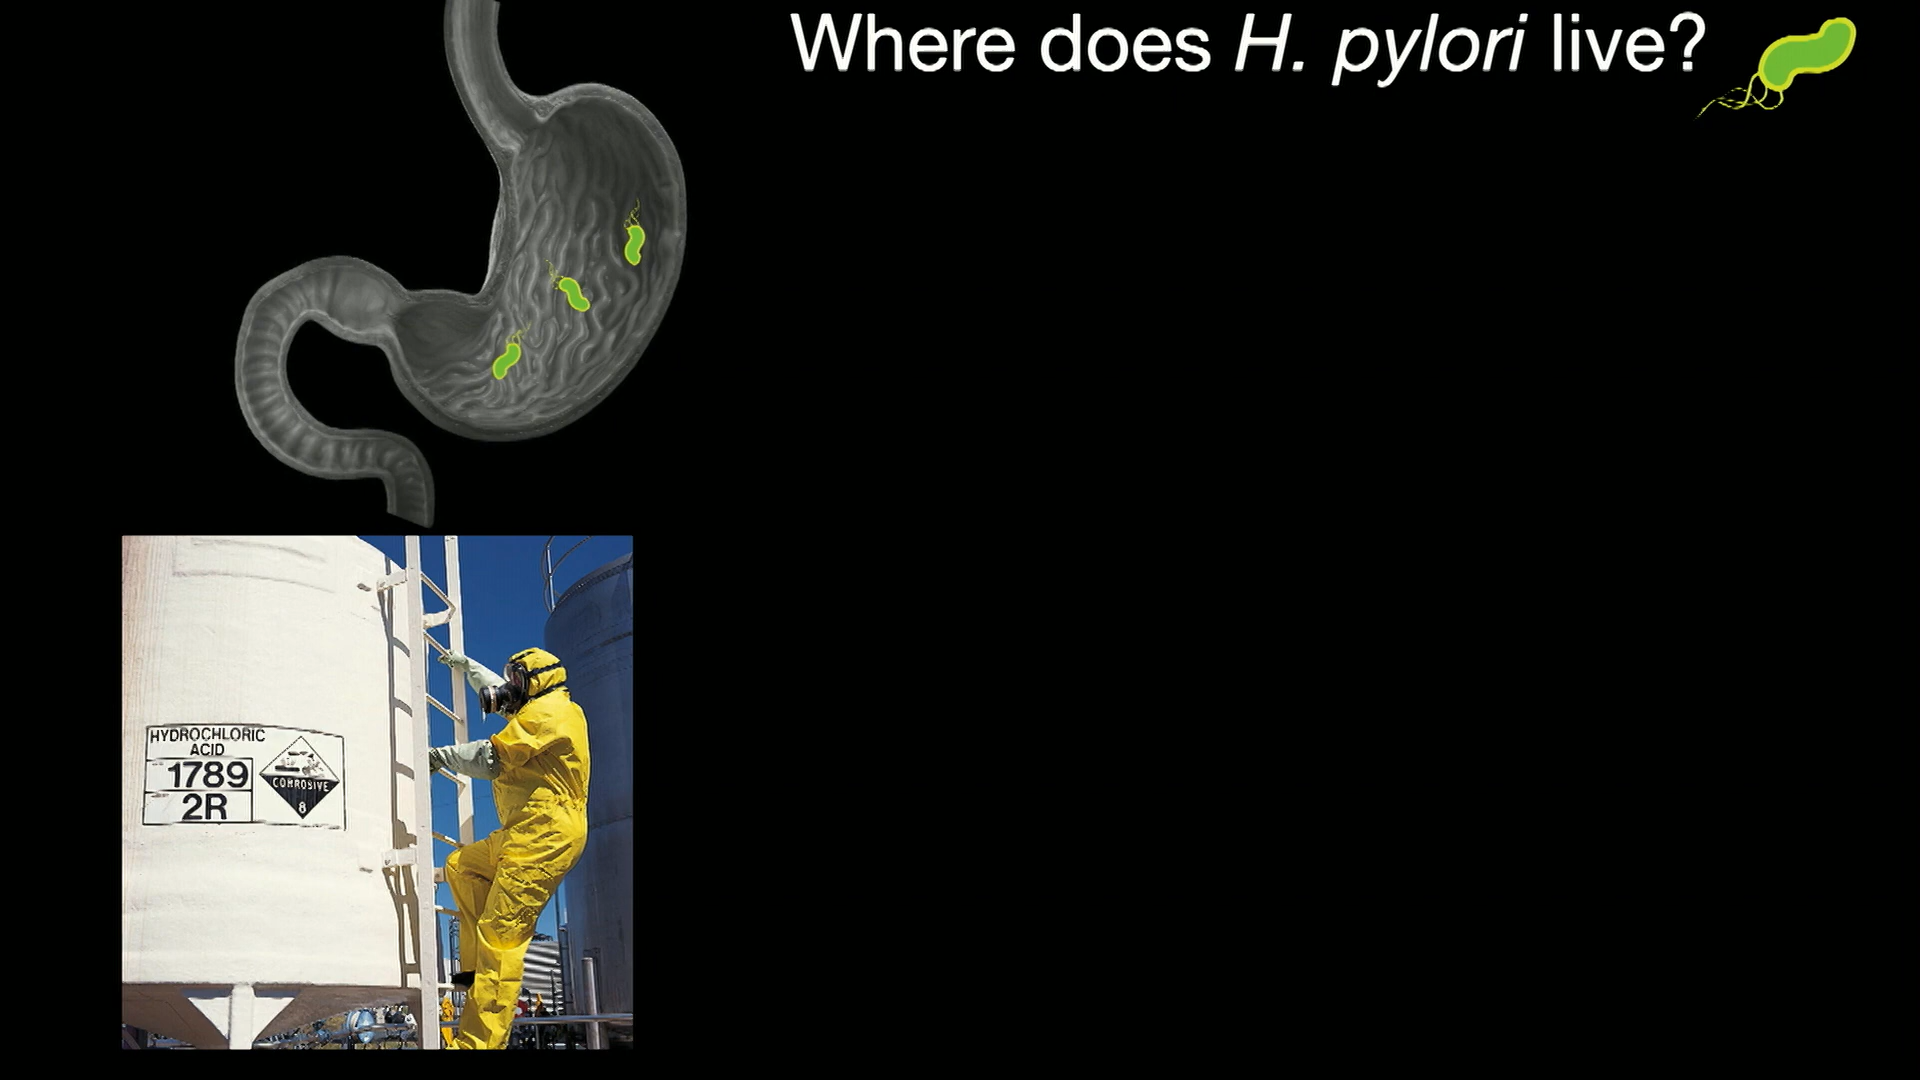 Where does H. pylori live?
HYDROCHLORIC
ACID
1789
2R
CORROSIVE
8